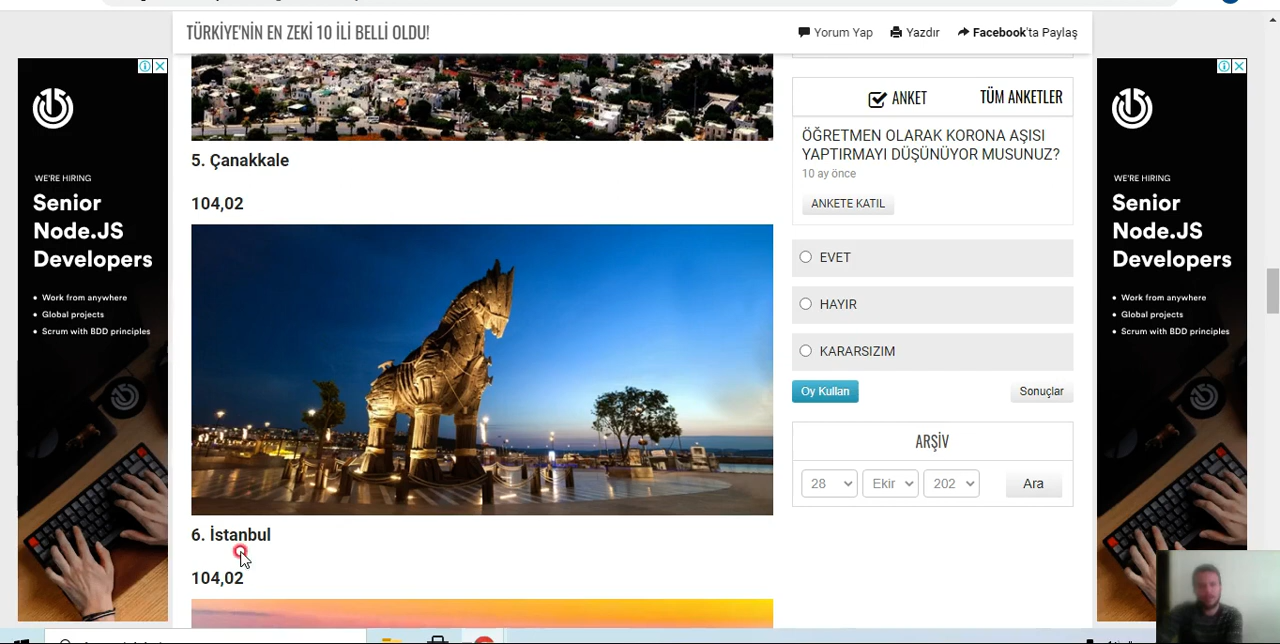 TÜRKİYE'NİN EN ZEKİ 10 İLİ BELLİ OLDU!
Yorum Yap
Yazdır
Facebook'ta Paylaş
WE'RE HIRING
Senior
Node.JS
Developers
Work from anywhere
Global projects
Scrum with BDD principles
5. Çanakkale
104,02
6. İstanbul
104,02
ANKET
TÜM ANKETLER
ÖĞRETMEN OLARAK KORONA AŞISI
YAPTIRMAYI DÜŞÜNÜYOR MUSUNUZ?
10 ay önce
ANKETE KATIL
EVET
HAYIR
KARARSIZIM
Oy Kullan
Sonuçlar
ARŞİV
28
Ekir
202
Ara
WE'RE HIRING
Senior
Node.JS
Developers
Work from anywhere
Global projects
Scrum with BDD principles